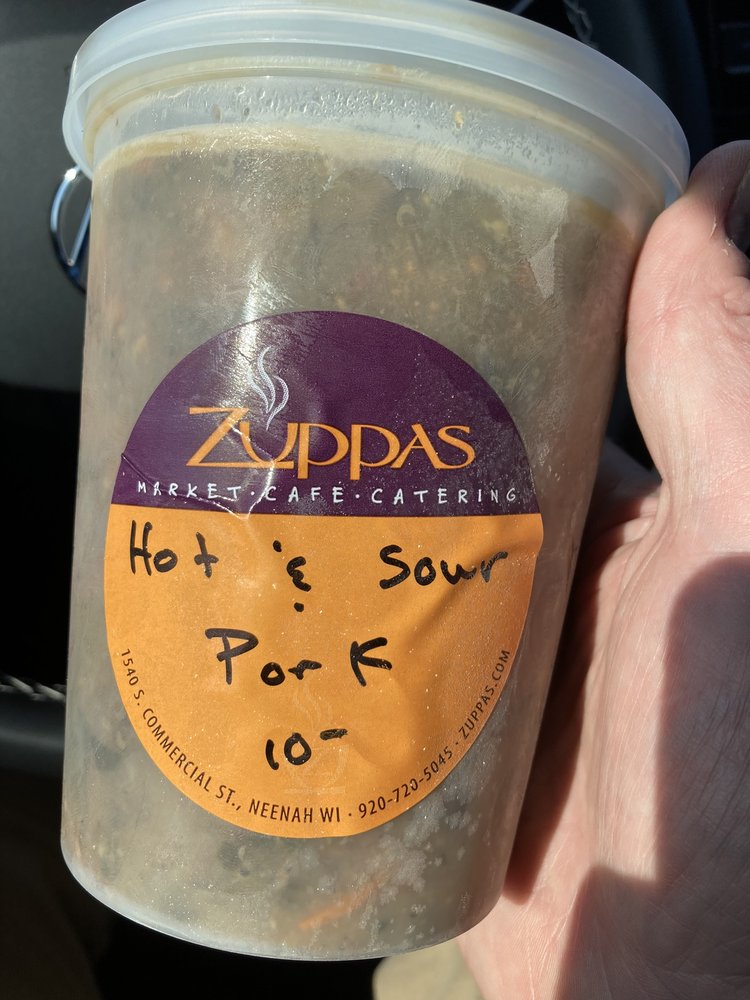 ZUPPAS
MARKET·CAFE·CATERING
Hot & Sour
Pork
10-
1540 S. COMMERCIAL ST., NEENAH WI · 920-720-5045 · ZUPPAS.COM